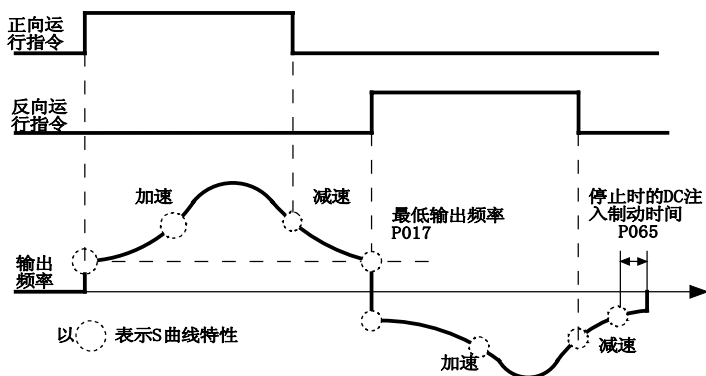 正向运
行指令
反向运
行指令
加速
减速
最低输出频率
P017
停止时的DC注
入制动时间
P065
输出
频率
以
表示S曲线特性
加速
减速